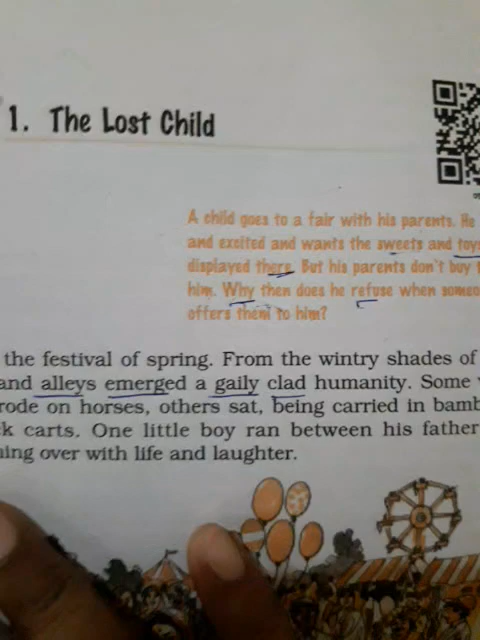 1. The Lost Child
A child goes to a fair with his parents. He
and excited and wants the sweets and toys
displayed there. But his parents don't buy
him. Why then does he refuse when someo
offers them to him?
the festival of spring. From the wintry shades of
and alleys emerged a gaily clad humanity. Some
rode on horses, others sat, being carried in bamb
k carts. One little boy ran between his father
ing over with life and laughter.